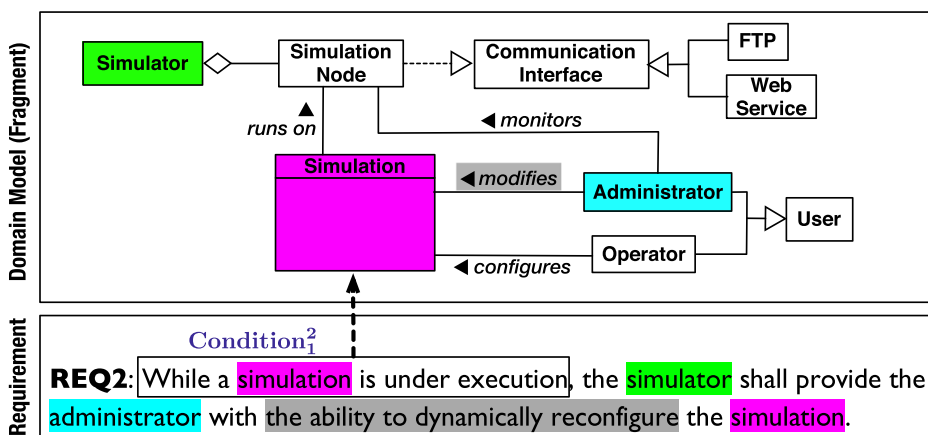 Domain Model (Fragment)
Simulator
Simulation
Node
Communication
Interface
FTP
Web
Service
runs on
◀ monitors
Simulation
◀ modifies
Administrator
User
Operator
◀ configures
Requirement
Condition₁²
REQ2: While a simulation is under execution, the simulator shall provide the
administrator with the ability to dynamically reconfigure the simulation.